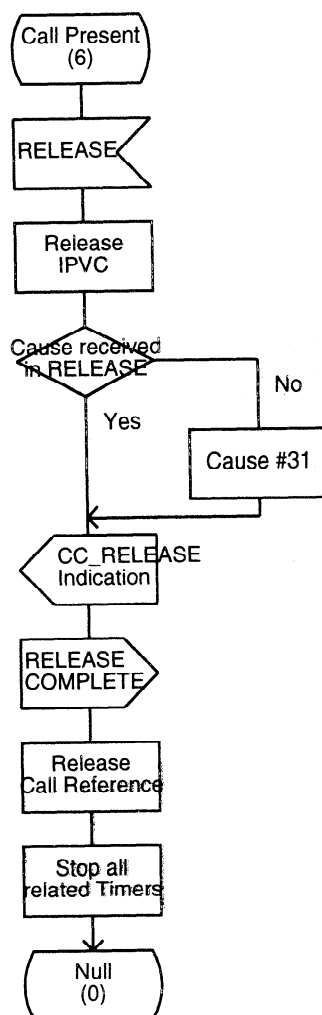 Call Present
(6)
RELEASE
Release
IPVC
Cause received
in RELEASE
No
Yes
Cause #31
CC_RELEASE
Indication
RELEASE
COMPLETE
Release
Call Reference
Stop all
related Timers
Null
(0)